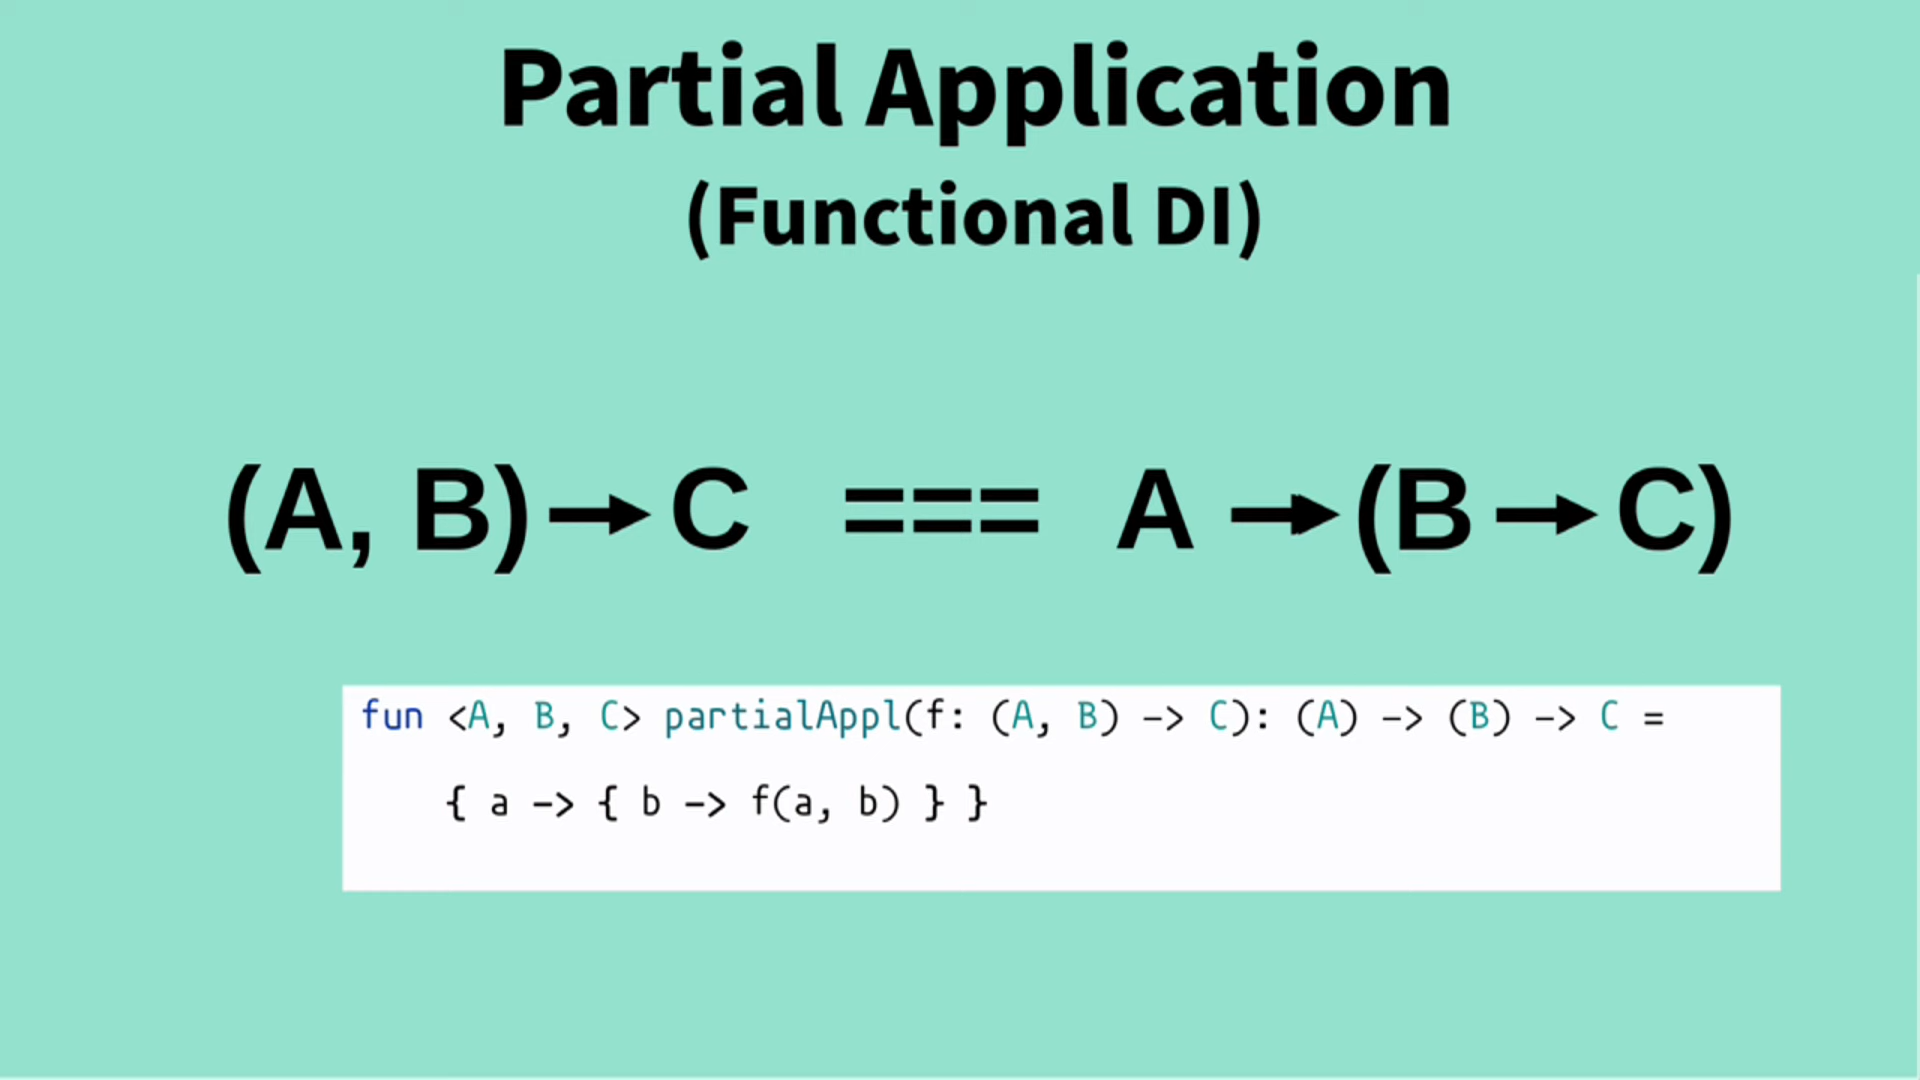 Partial Application
(Functional DI)
(A, B)→C === A→(B→C)
fun <A, B, C> partialAppl(f: (A, B) -> C): (A) -> (B) -> C =
{ a -> { b -> f(a, b) } }